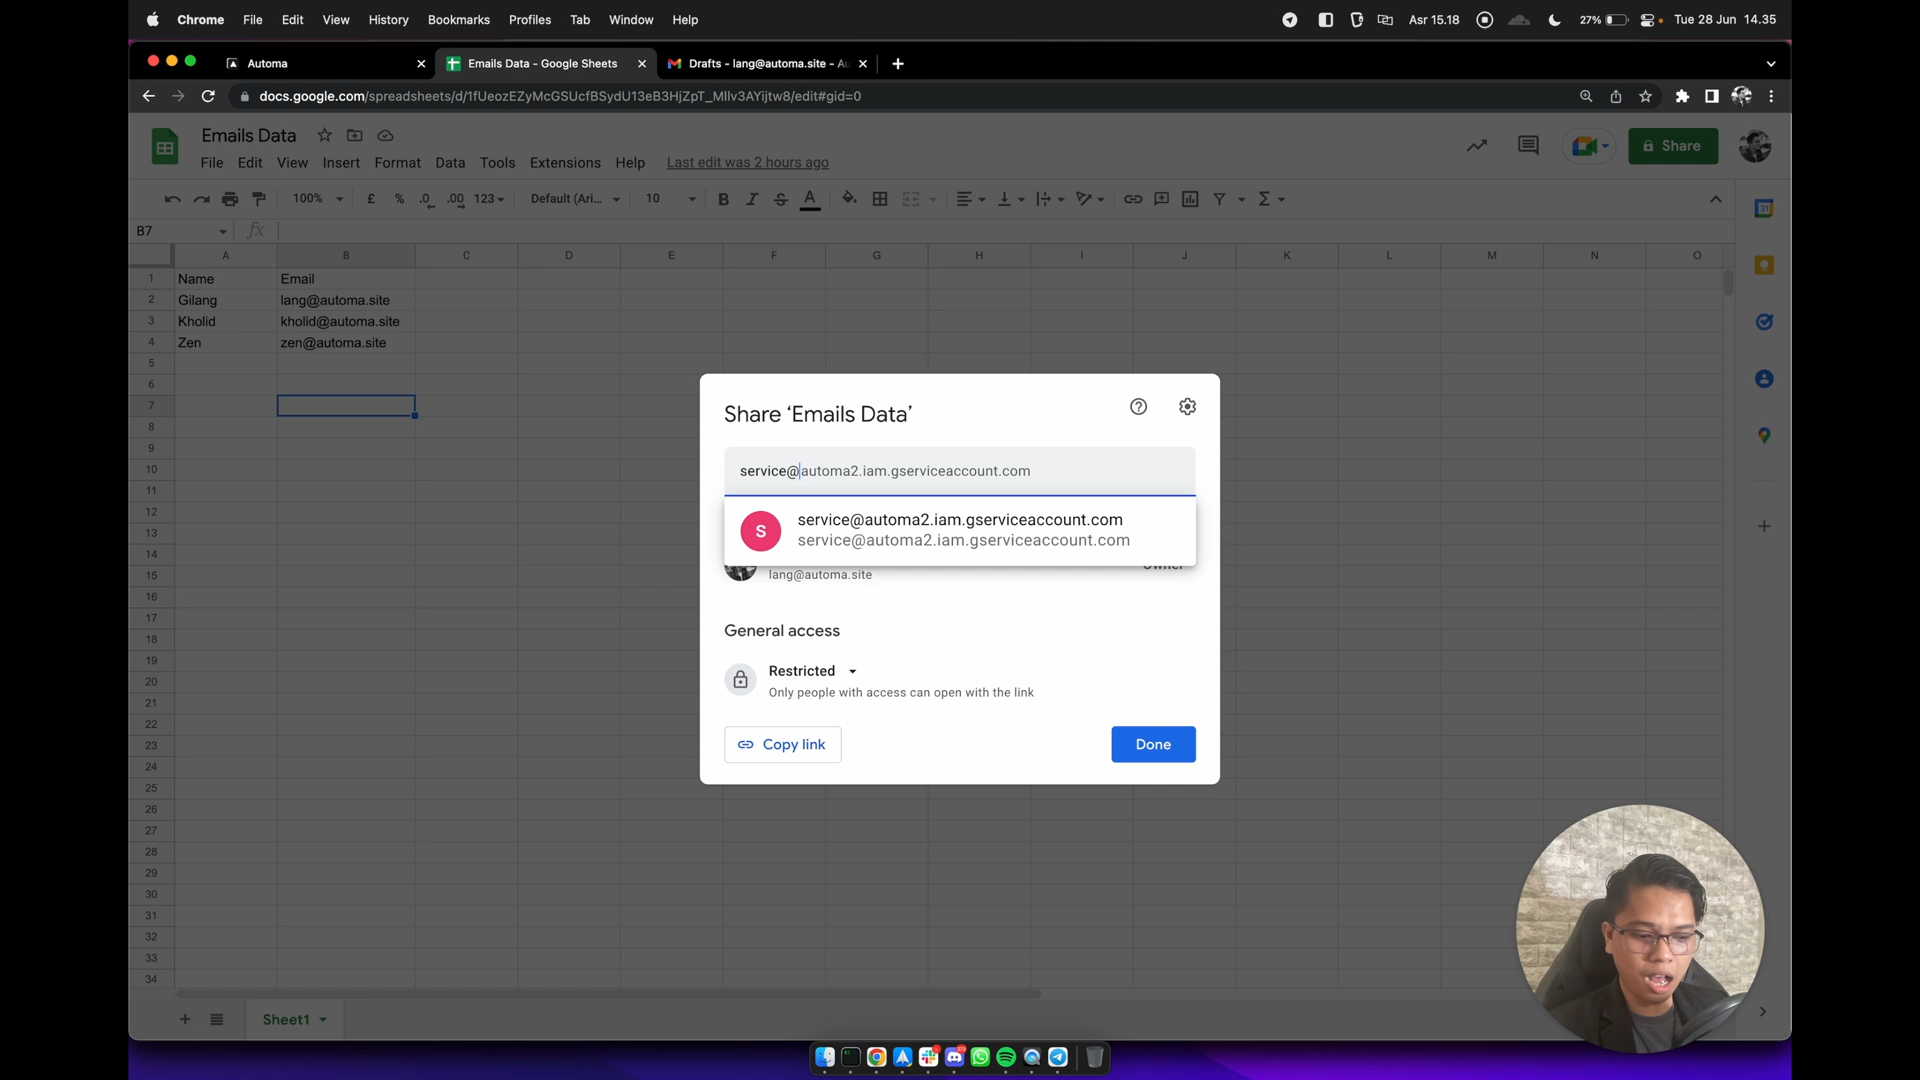 Chrome File Edit View History Bookmarks Profiles Tab Window Help Asr 15.18 27% Tue 28 Jun 14.35
Automa Emails Data - Google Sheets Drafts - lang@automa.site - Au
docs.google.com/spreadsheets/d/1fUeozEZyMcGSUcfBSydU13eB3HjZpT_MIlv3AYijtw8/edit#gid=0
Emails Data
File Edit View Insert Format Data Tools Extensions Help Last edit was 2 hours ago
Share
100% £ % .0 .00 123 Default (Ari... 10 B I S A Σ
31
B7 fx
A B C D E F G H I J K L M N O
1 Name Email
2 Gilang lang@automa.site
3 Kholid kholid@automa.site
4 Zen zen@automa.site
5
6
7
8
9
10
11
12
13
14
15
16
17
18
19
20
21
22
23
24
25
26
27
28
29
30
31
32
33
34
Share ‘Emails Data’
service@automa2.iam.gserviceaccount.com
S
service@automa2.iam.gserviceaccount.com
service@automa2.iam.gserviceaccount.com
Owner
lang@automa.site
General access
Restricted
Only people with access can open with the link
Copy link
Done
Sheet1